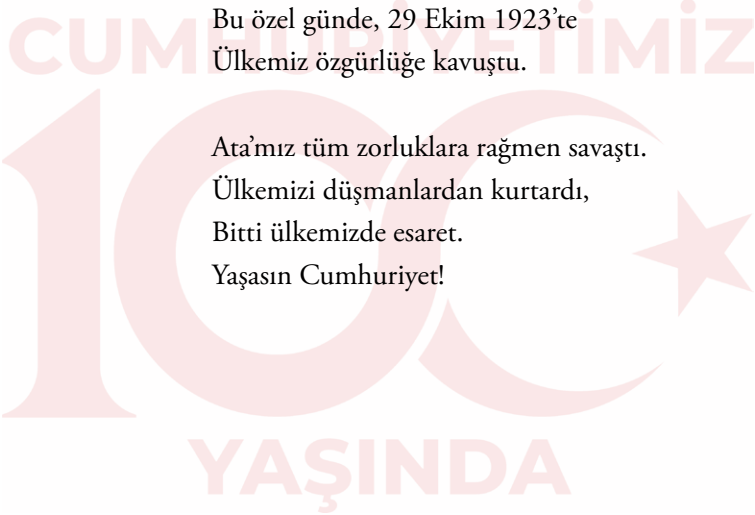 CUMHURİYETİMİZ
Bu özel günde, 29 Ekim 1923’te
Ülkemiz özgürlüğe kavuştu.
Ata’mız tüm zorluklara rağmen savaştı.
Ülkemizi düşmanlardan kurtardı,
Bitti ülkemizde esaret.
Yaşasın Cumhuriyet!
100
YAŞINDA